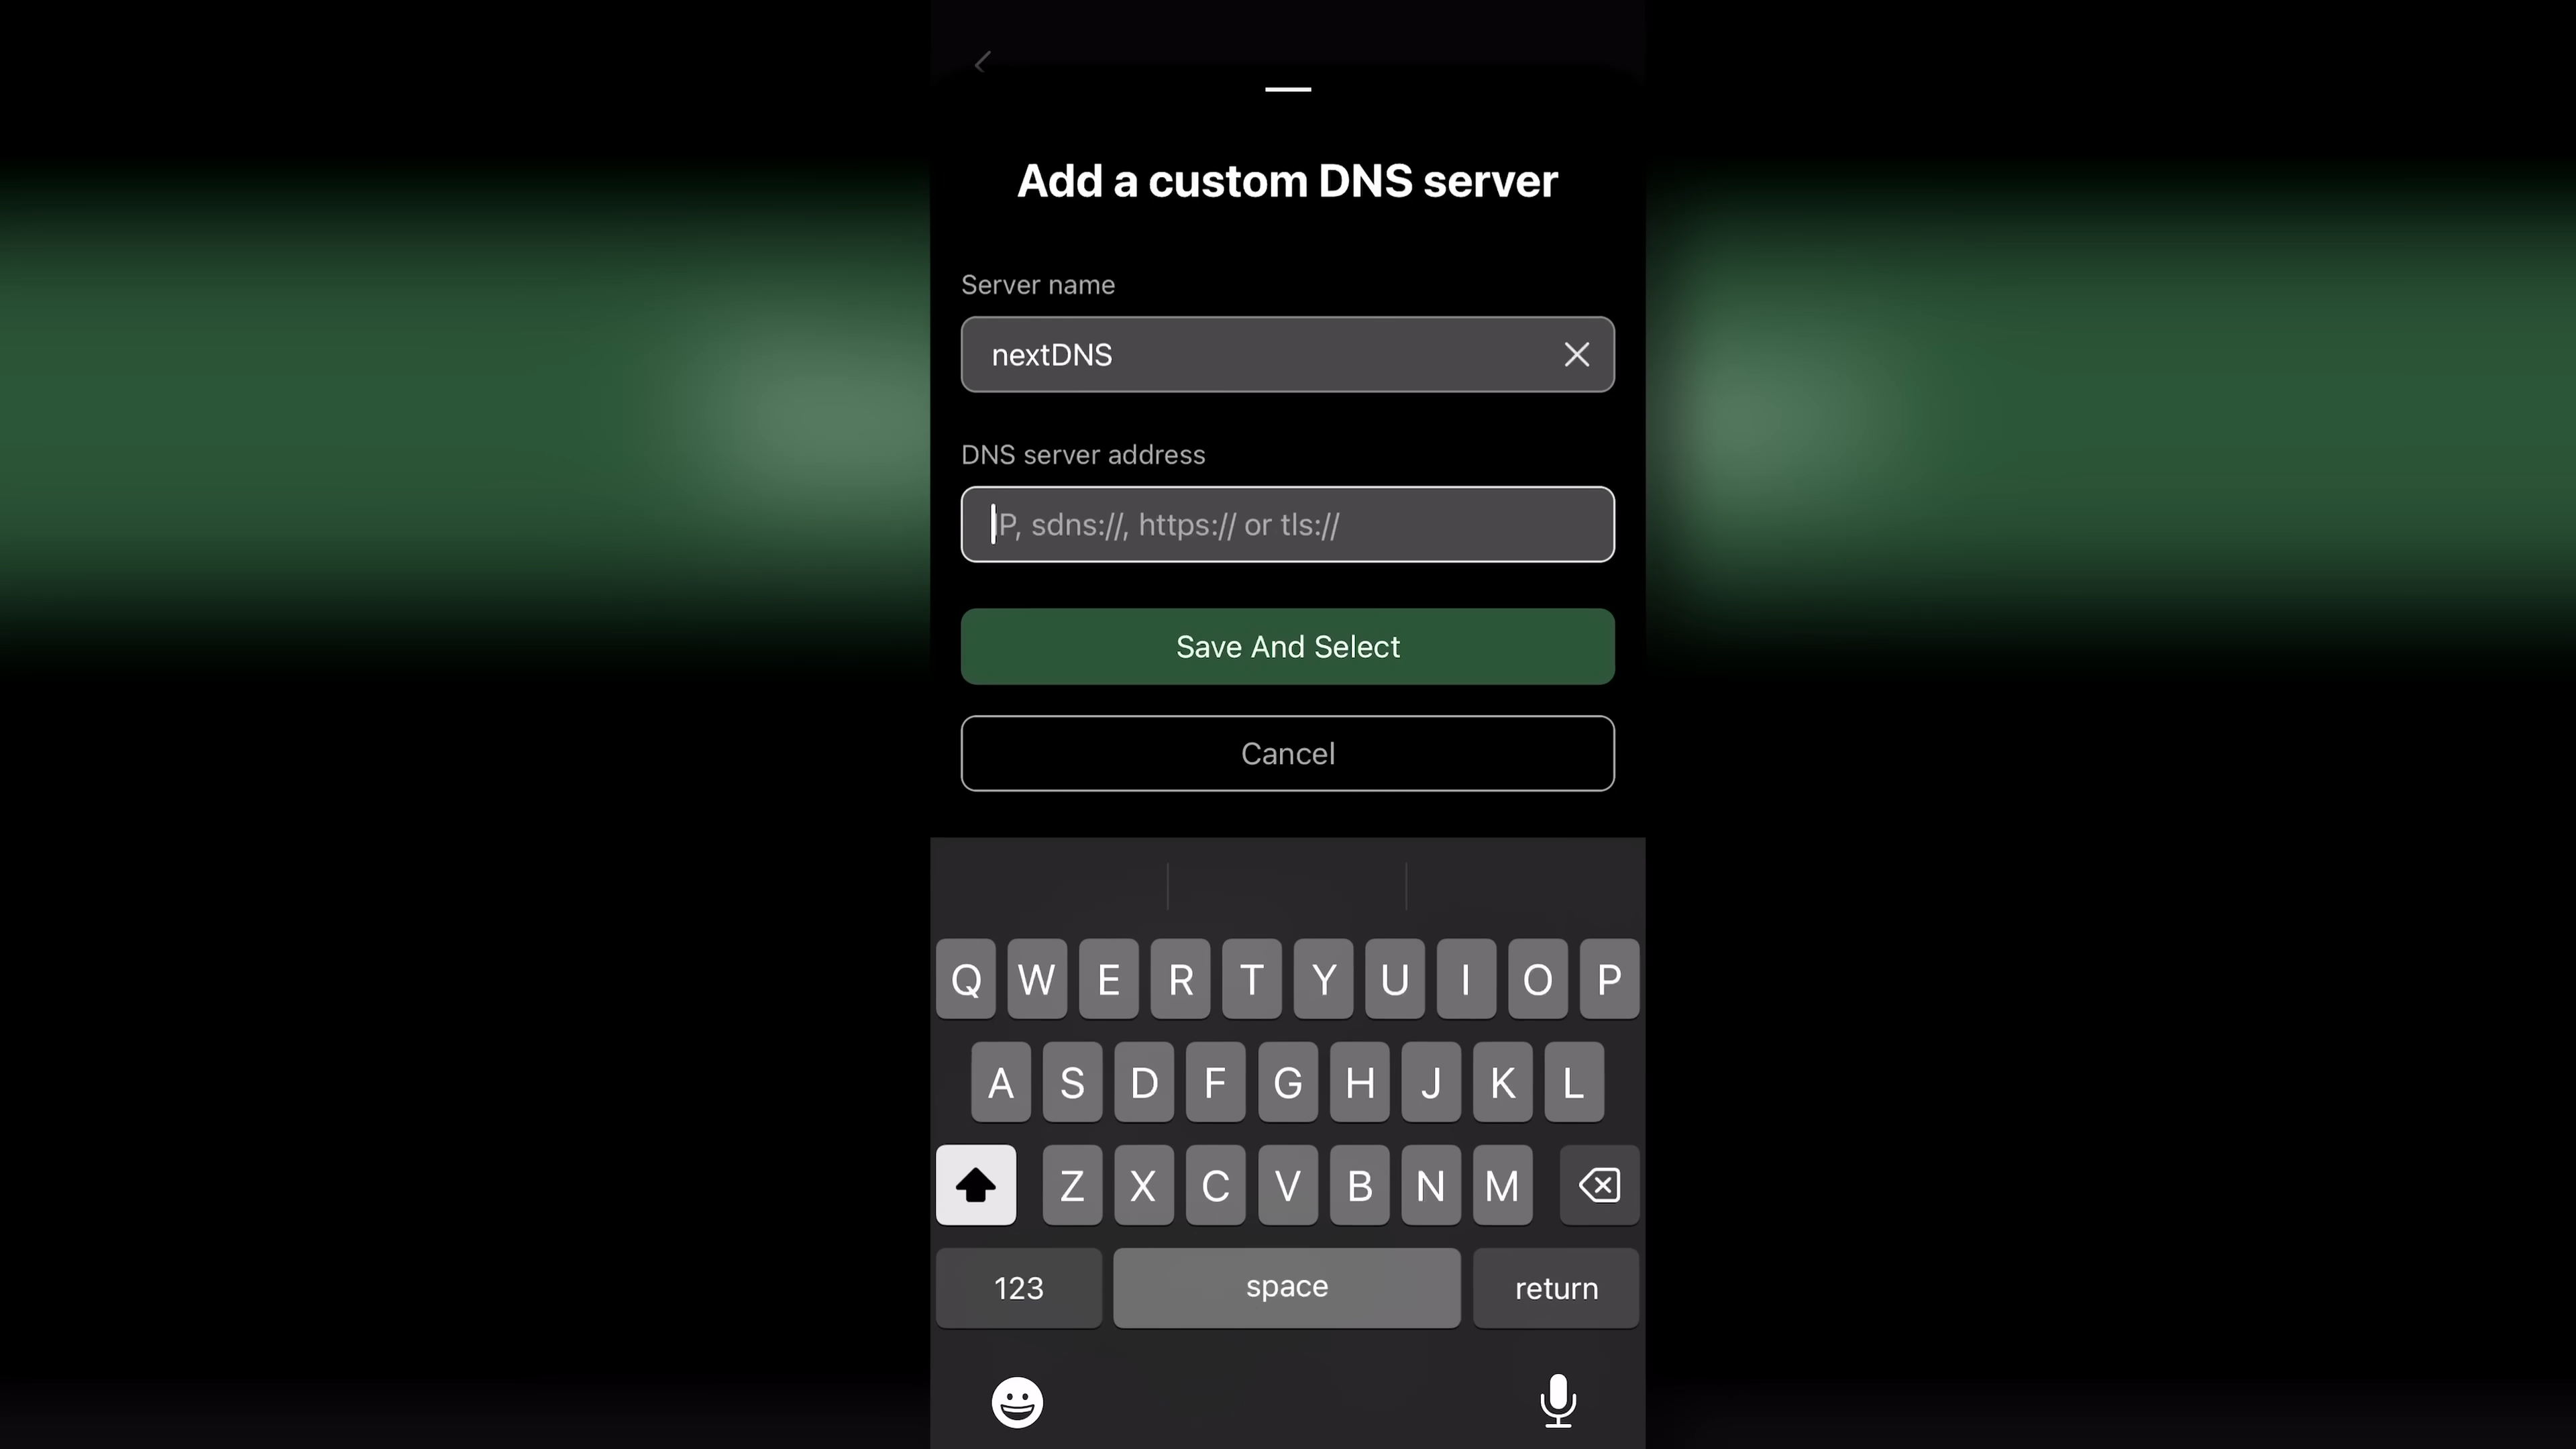 Add a custom DNS server
Server name
nextDNS
DNS server address
IP, sdns://, https:// or tls://
Save And Select
Cancel
Q W E R T Y U I O P
A S D F G H J K L
Z X C V B N M
123 space return